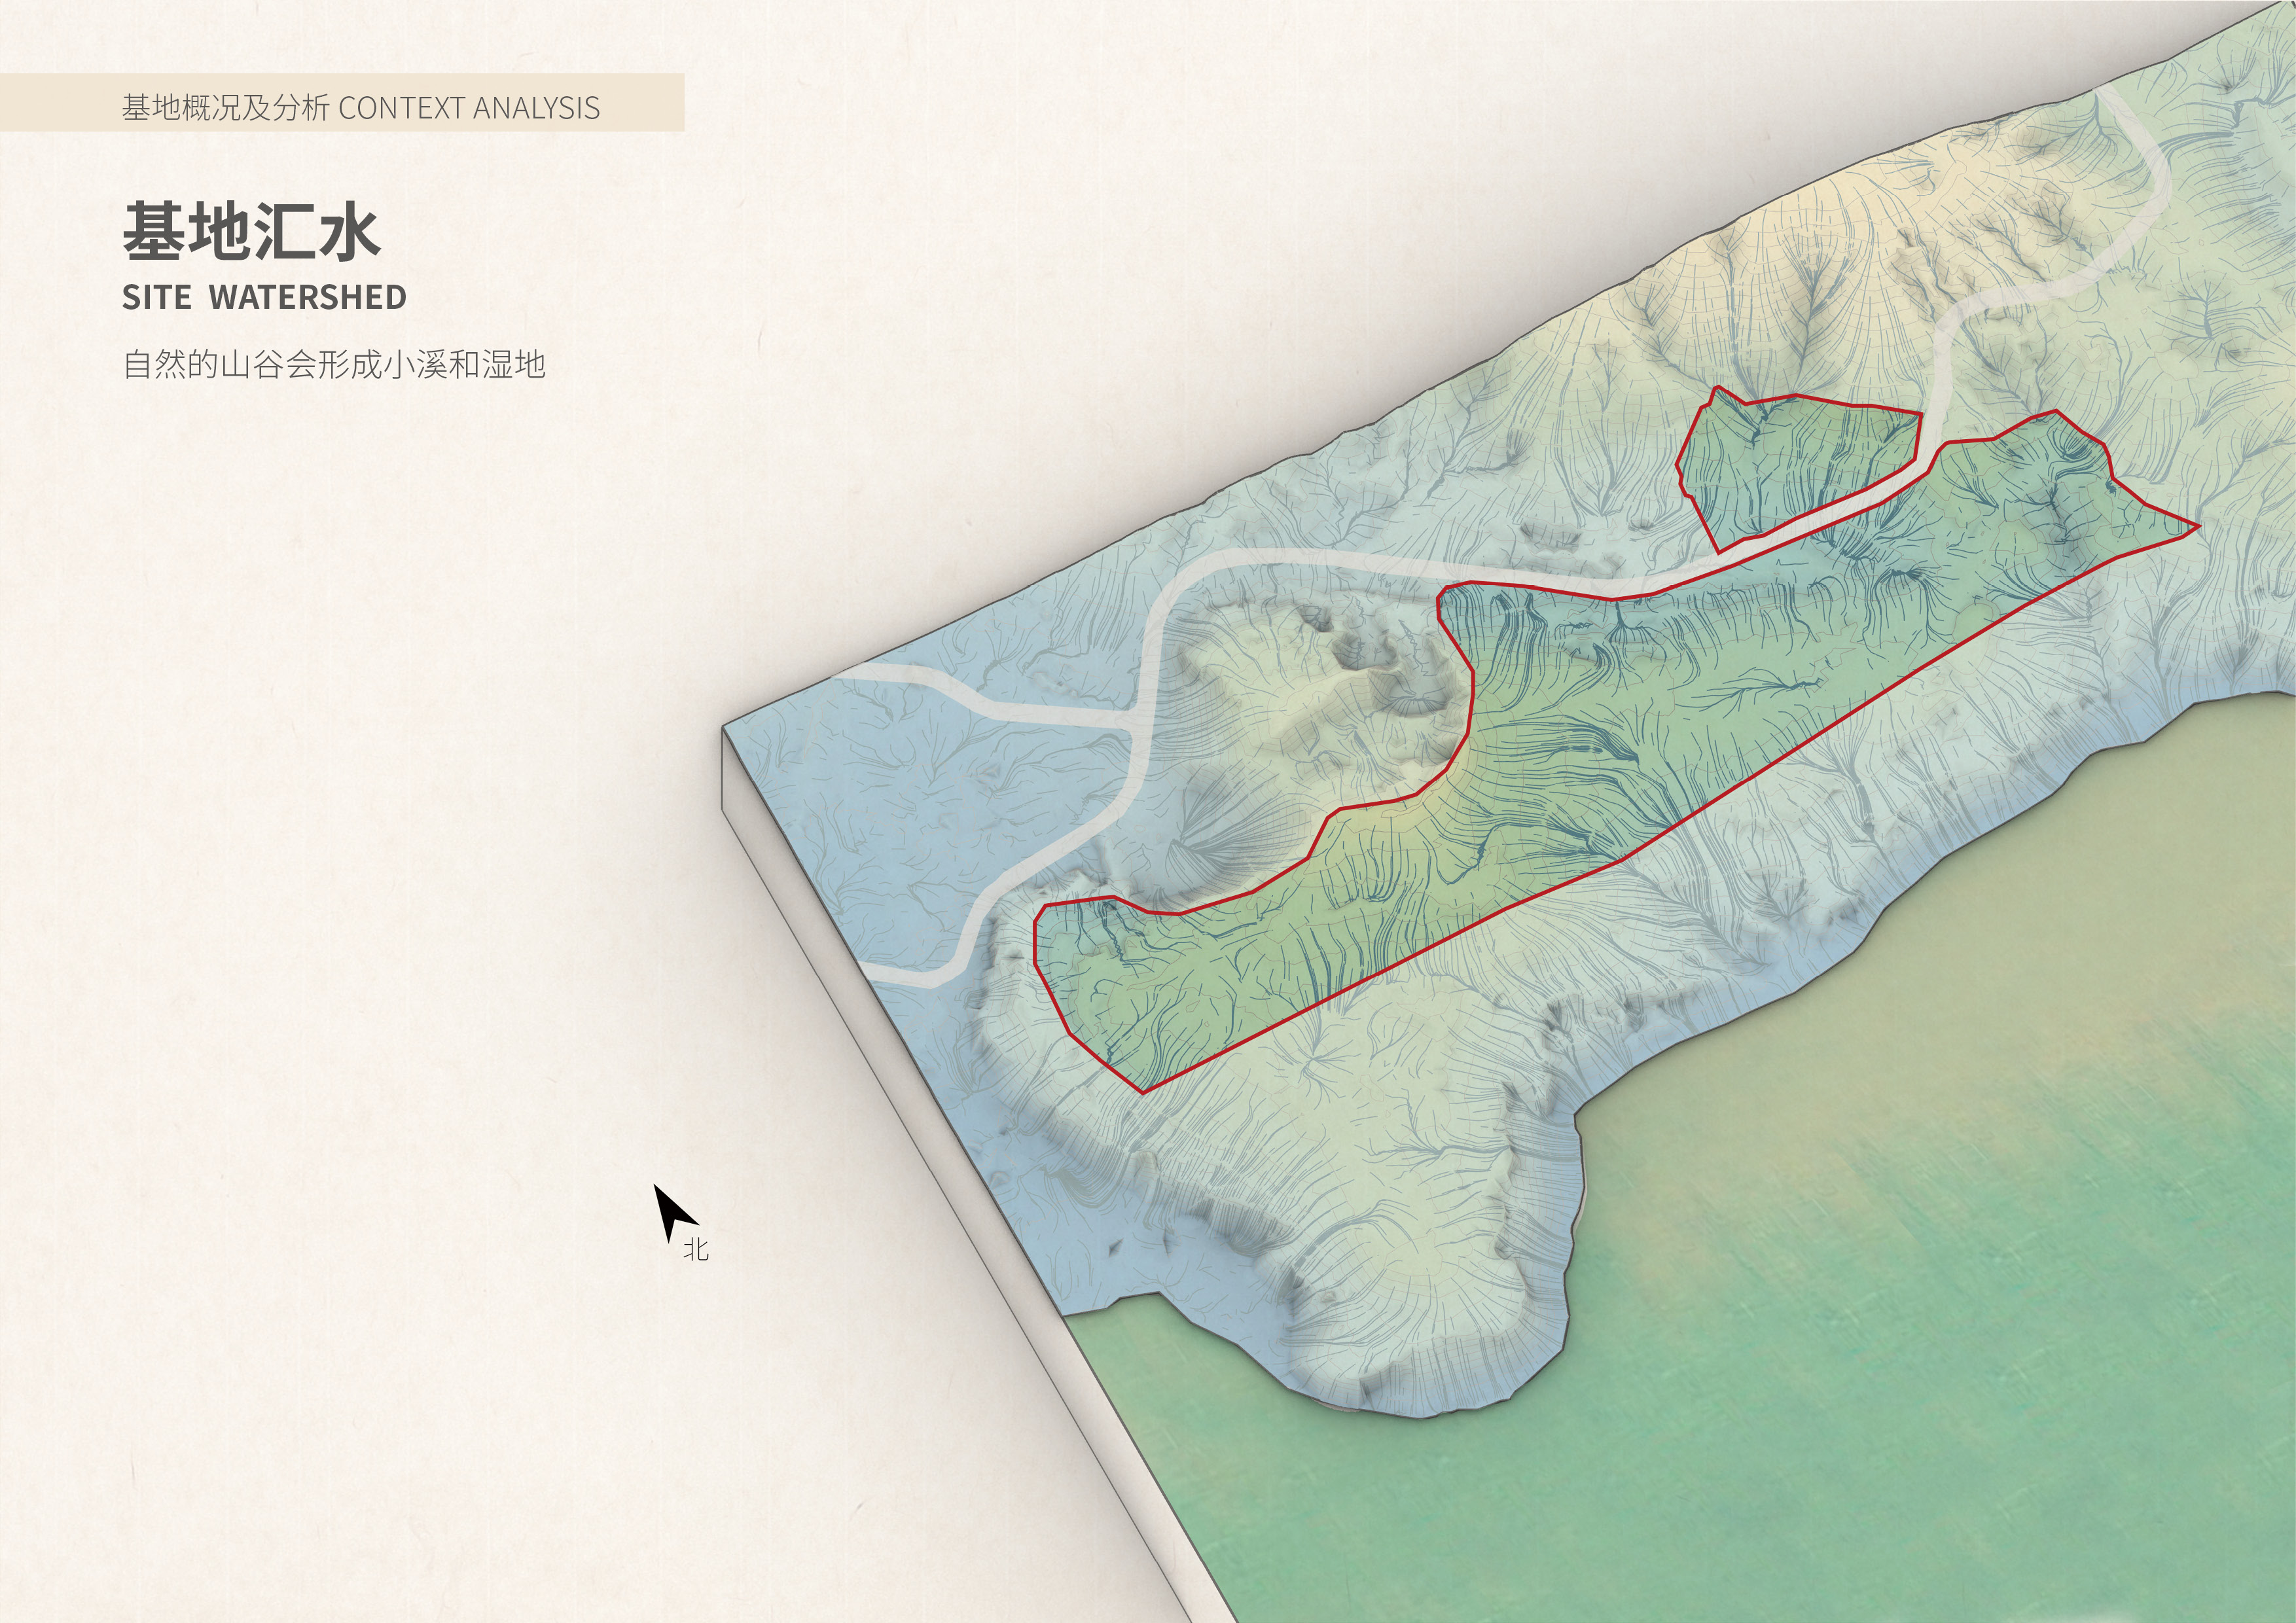 基地概况及分析 CONTEXT ANALYSIS
基地汇水
SITE WATERSHED
自然的山谷会形成小溪和湿地
北